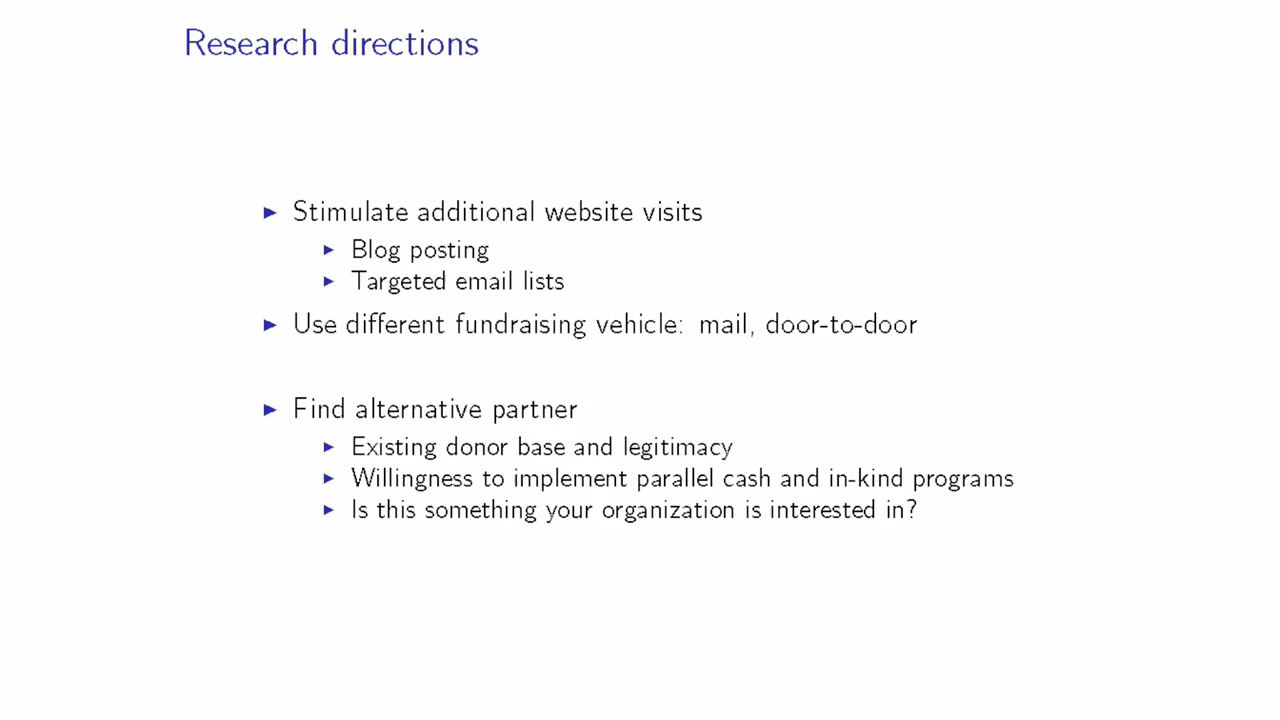 Research directions
Stimulate additional website visits
Blog posting
Targeted email lists
Use different fundraising vehicle: mail, door-to-door
Find alternative partner
Existing donor base and legitimacy
Willingness to implement parallel cash and in-kind programs
Is this something your organization is interested in?